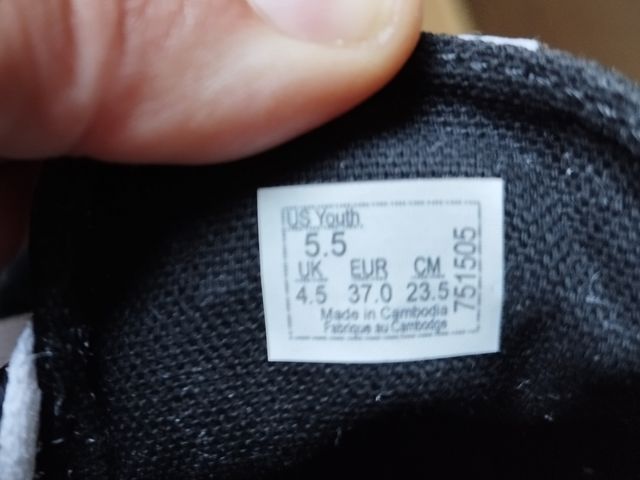 US Youth
5.5
UK EUR CM
4.5 37.0 23.5
Made in Cambodia
Fabriqué au Cambodge
751505